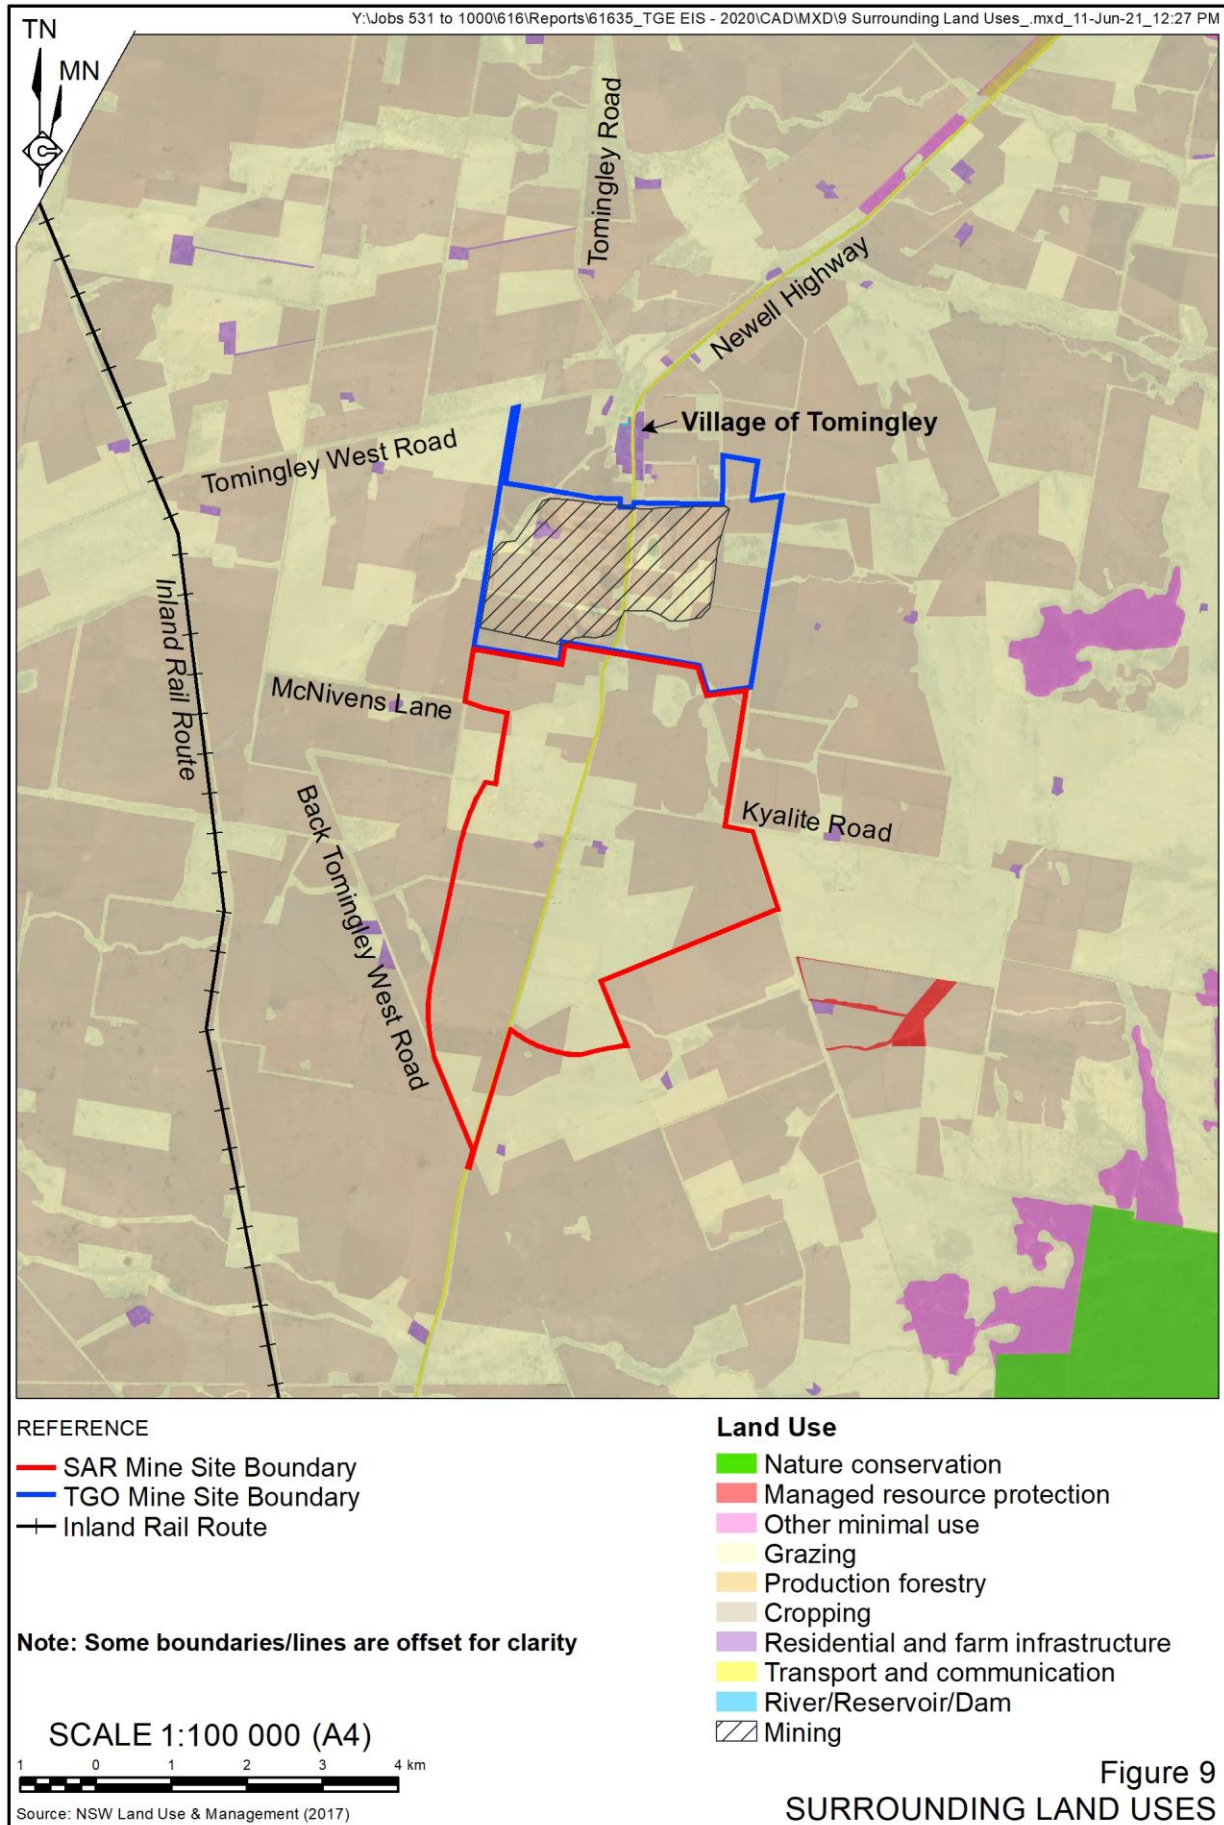 Y:\Jobs 531 to 1000\616\Reports\61635_TGE EIS - 2020\CAD\MXD\9 Surrounding Land Uses_.mxd_11-Jun-21_12:27 PM
TN
MN
Tomingley Road
Newell Highway
Village of Tomingley
Tomingley West Road
Inland Rail Route
McNivens Lane
Back Tomingley West Road
Kyalite Road
REFERENCE
SAR Mine Site Boundary
TGO Mine Site Boundary
Inland Rail Route
Note: Some boundaries/lines are offset for clarity
SCALE 1:100 000 (A4)
1 0 1 2 3 4 km
Source: NSW Land Use & Management (2017)
Land Use
Nature conservation
Managed resource protection
Other minimal use
Grazing
Production forestry
Cropping
Residential and farm infrastructure
Transport and communication
River/Reservoir/Dam
Mining
Figure 9
SURROUNDING LAND USES